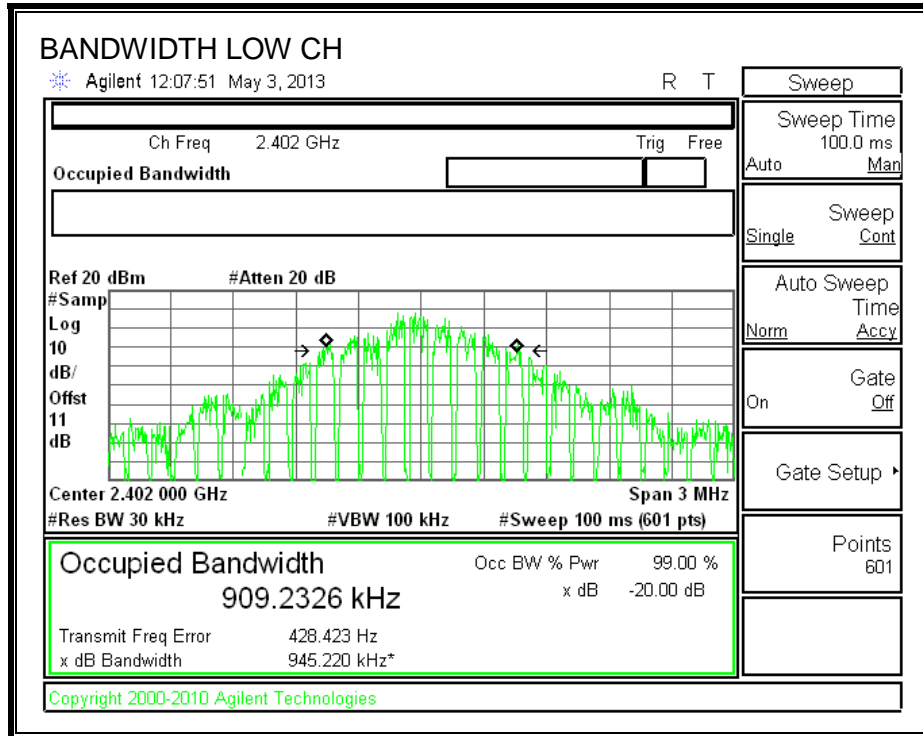 BANDWIDTH LOW CH
Agilent 12:07:51 May 3, 2013 R T
Ch Freq 2.402 GHz Trig Free
Occupied Bandwidth
Ref 20 dBm #Atten 20 dB
#Samp
Log
10
dB/
Offst
11
dB
Center 2.402 000 GHz Span 3 MHz
#Res BW 30 kHz #VBW 100 kHz #Sweep 100 ms (601 pts)
Occupied Bandwidth Occ BW % Pwr 99.00 %
909.2326 kHz x dB -20.00 dB
Transmit Freq Error 428.423 Hz
x dB Bandwidth 945.220 kHz*
Copyright 2000-2010 Agilent Technologies
Sweep
Sweep Time
100.0 ms
Auto Man
Sweep
Single Cont
Auto Sweep
Time
Norm Accy
Gate
On Off
Gate Setup
Points
601